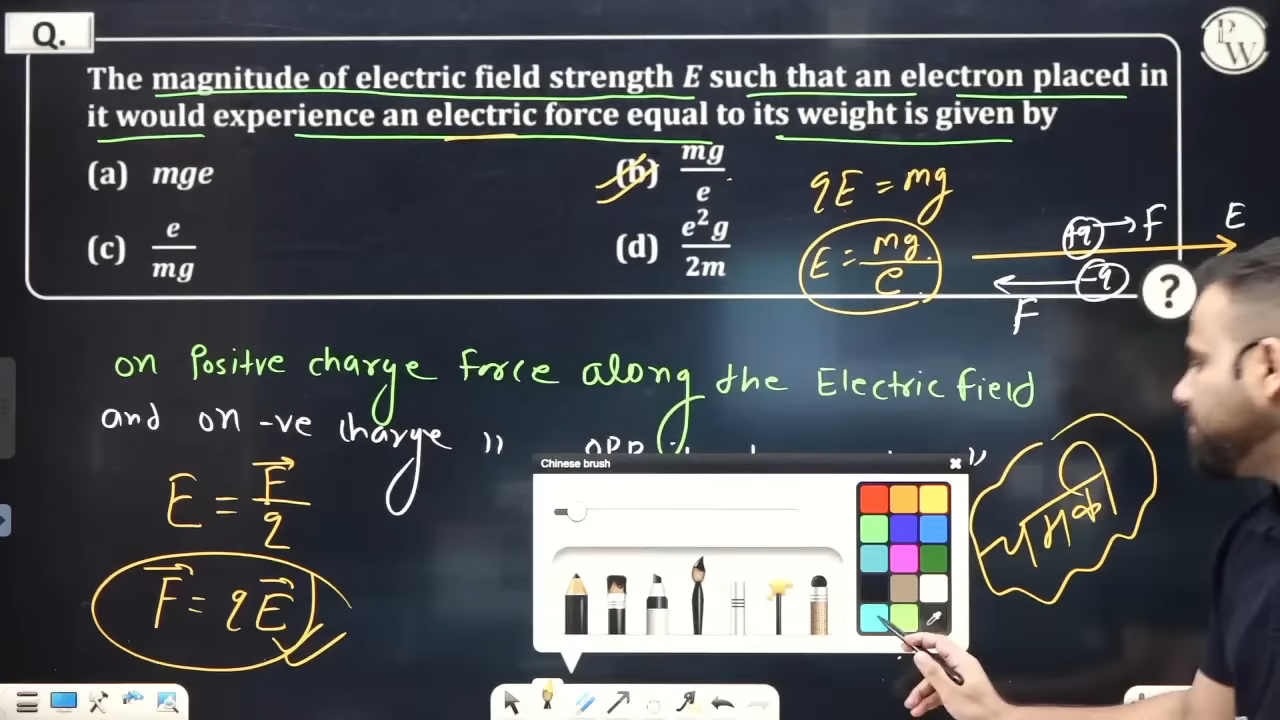 Q.
PW
The magnitude of electric field strength E such that an electron placed in
it would experience an electric force equal to its weight is given by
(a) mge
(b) mg/e
(c) e/mg
(d) e²g/2m
qE = mg
E = mg/e
+q F E
-q
F
?
on Positve charge force along the Electric field
and on -ve charge "
E = F⃗/q
F⃗ = qE⃗
Chinese brush